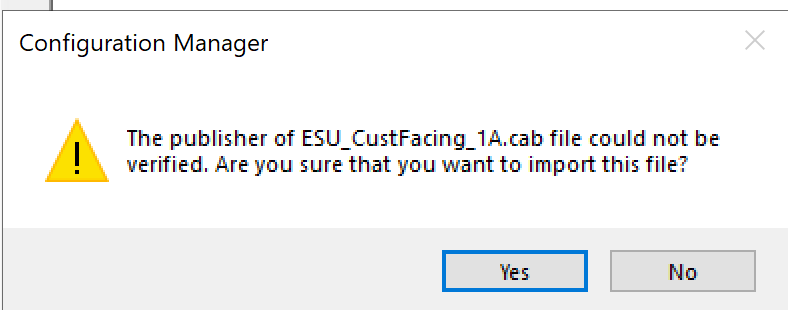 Configuration Manager
The publisher of ESU_CustFacing_1A.cab file could not be
verified. Are you sure that you want to import this file?
Yes No